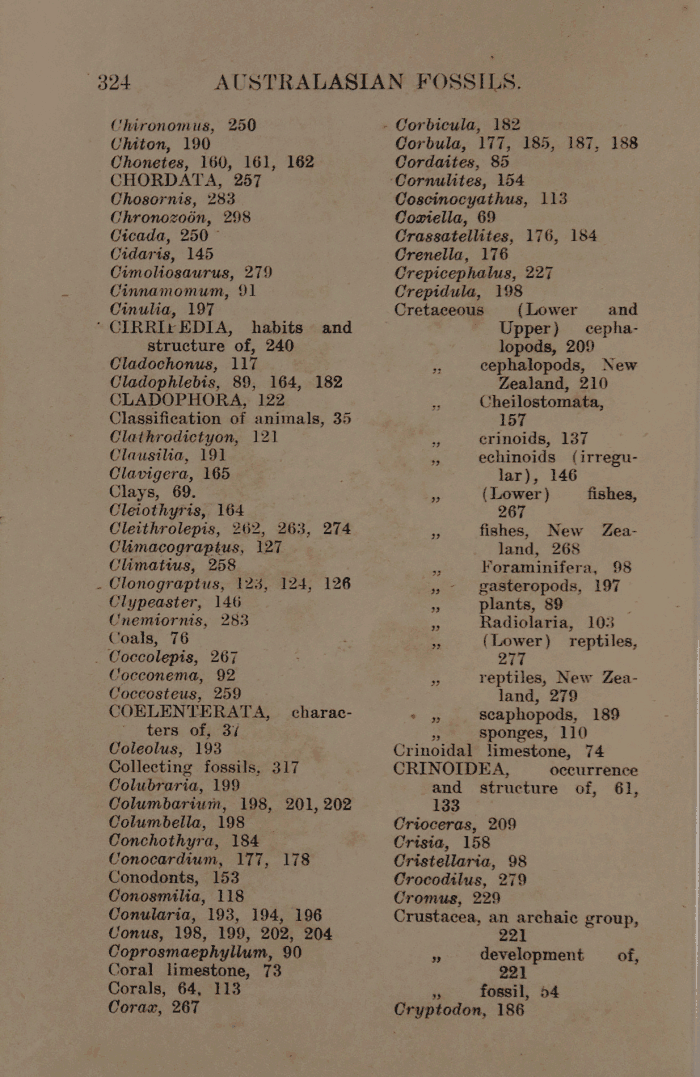 324 AUSTRALASIAN FOSSILS.
Chironomus, 250
Chiton, 190
Chonetes, 160, 161, 162
CHORDATA, 257
Chosornis, 283
Chronozoön, 298
Cicada, 250
Cidaris, 145
Cimoliosaurus, 279
Cinnamomum, 91
Cinulia, 197
CIRRIPEDIA, habits and
structure of, 240
Cladochonus, 117
Cladophlebis, 89, 164, 182
CLADOPHORA, 122
Classification of animals, 35
Clathrodictyon, 121
Clausilia, 191
Clavigera, 165
Clays, 69.
Cleiothyris, 164
Cleithrolepis, 262, 263, 274
Climacograptus, 127
Climatius, 258
Clonograptus, 123, 124, 126
Clypeaster, 146
Cnemiornis, 283
Coals, 76
Coccolepis, 267
Cocconema, 92
Coccosteus, 259
COELENTERATA, charac-
ters of, 37
Coleolus, 193
Collecting fossils, 317
Colubraria, 199
Columbarium, 198, 201, 202
Columbella, 198
Conchothyra, 184
Conocardium, 177, 178
Conodonts, 153
Conosmilia, 118
Conularia, 193, 194, 196
Conus, 198, 199, 202, 204
Coprosmaephyllum, 90
Coral limestone, 73
Corals, 64, 113
Corax, 267
Corbicula, 182
Corbula, 177, 185, 187, 188
Cordaites, 85
Cornulites, 154
Coscinocyathus, 113
Coxiella, 69
Crassatellites, 176, 184
Crenella, 176
Crepicephalus, 227
Crepidula, 198
Cretaceous (Lower and
Upper) cepha-
lopods, 209
„ cephalopods, New
Zealand, 210
„ Cheilostomata,
157
„ crinoids, 137
„ echinoids (irregu-
lar), 146
„ (Lower) fishes,
267
„ fishes, New Zea-
land, 268
„ Foraminifera, 98
„ gasteropods, 197
„ plants, 89
„ Radiolaria, 103
„ (Lower) reptiles,
277
„ reptiles, New Zea-
land, 279
„ scaphopods, 189
„ sponges, 110
Crinoidal limestone, 74
CRINOIDEA, occurrence
and structure of, 61,
133
Crioceras, 209
Crisia, 158
Cristellaria, 98
Crocodilus, 279
Cromus, 229
Crustacea, an archaic group,
221
„ development of,
221
„ fossil, 54
Cryptodon, 186